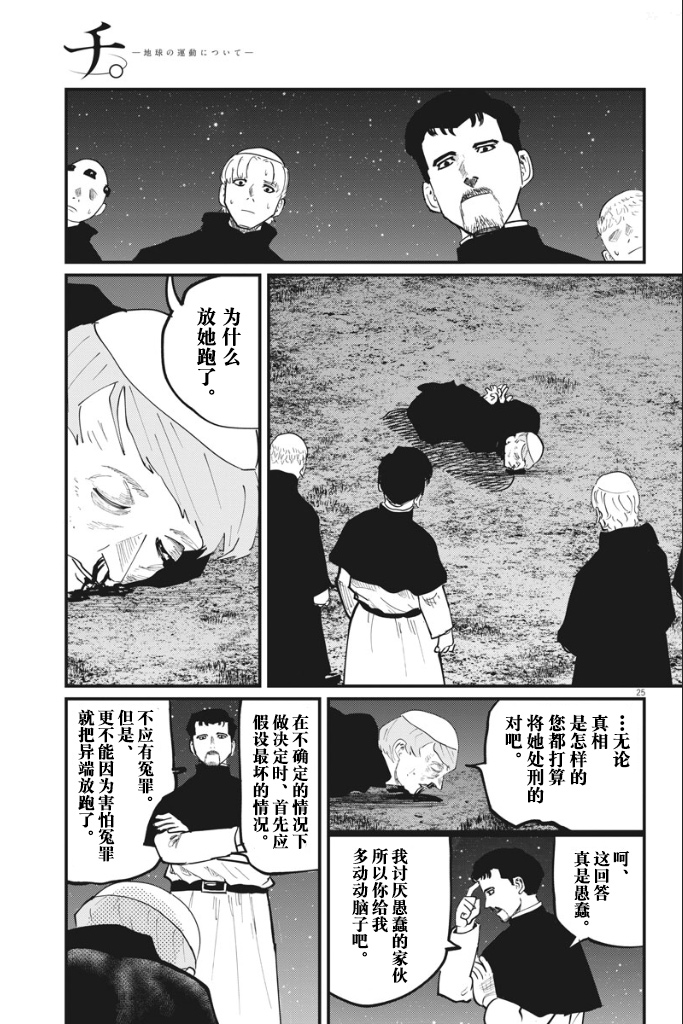 チ。
―地球の運動について―
为什么
放她跑了。
25
…无论
真相
是怎样的
您都打算
将她处刑的
对吧。
呵、
这回答
真是愚蠢。
我讨厌愚蠢的家伙
所以你给我
多动动脑子吧。
在不确定的情况下
做决定时、首先应
假设最坏的情况。
不应有冤罪。
但是、
更不能因为害怕冤罪
就把异端放跑了。